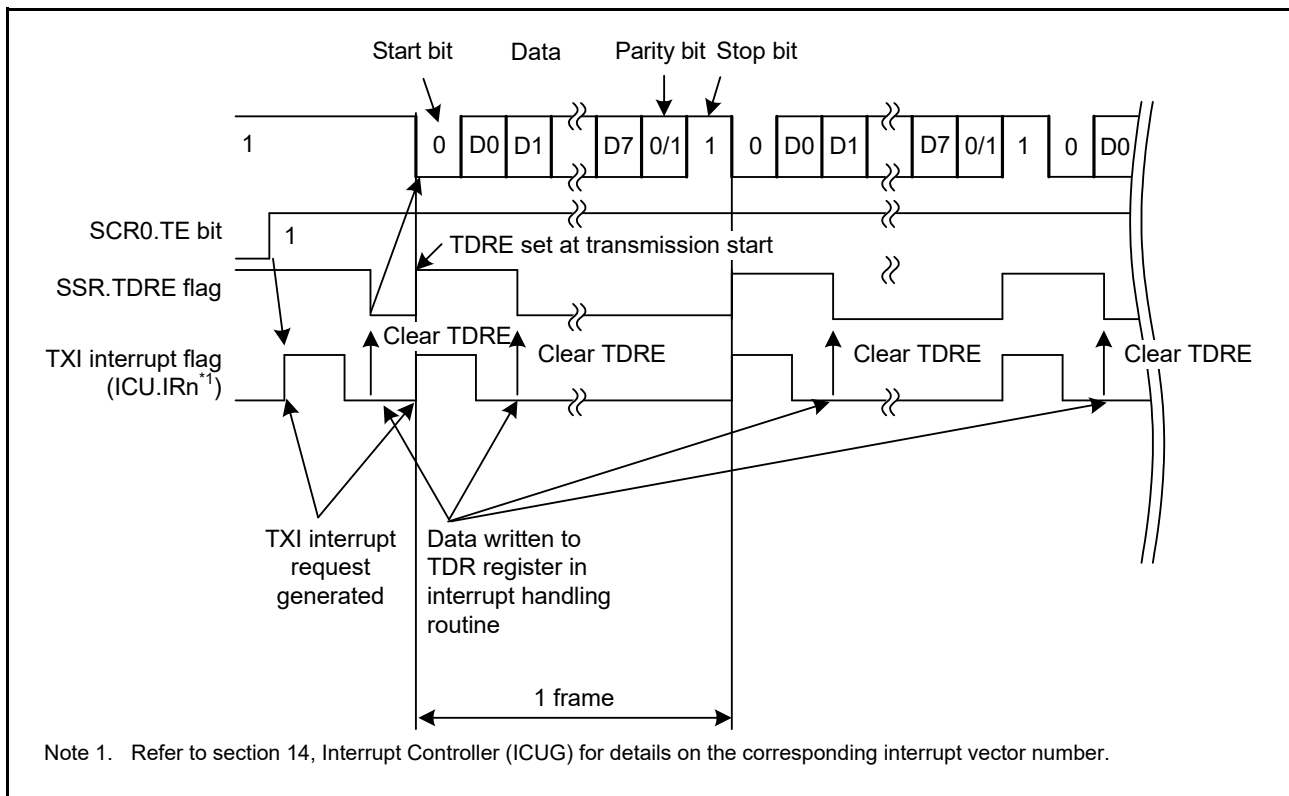 Start bit Data Parity bit Stop bit
1 0 D0 D1 D7 0/1 1 0 D0 D1 D7 0/1 1 0 D0
SCR0.TE bit 1
TDRE set at transmission start
SSR.TDRE flag
Clear TDRE Clear TDRE Clear TDRE Clear TDRE
TXI interrupt flag
(ICU.IRn*1)
TXI interrupt
request
generated
Data written to
TDR register in
interrupt handling
routine
1 frame
Note 1. Refer to section 14, Interrupt Controller (ICUG) for details on the corresponding interrupt vector number.